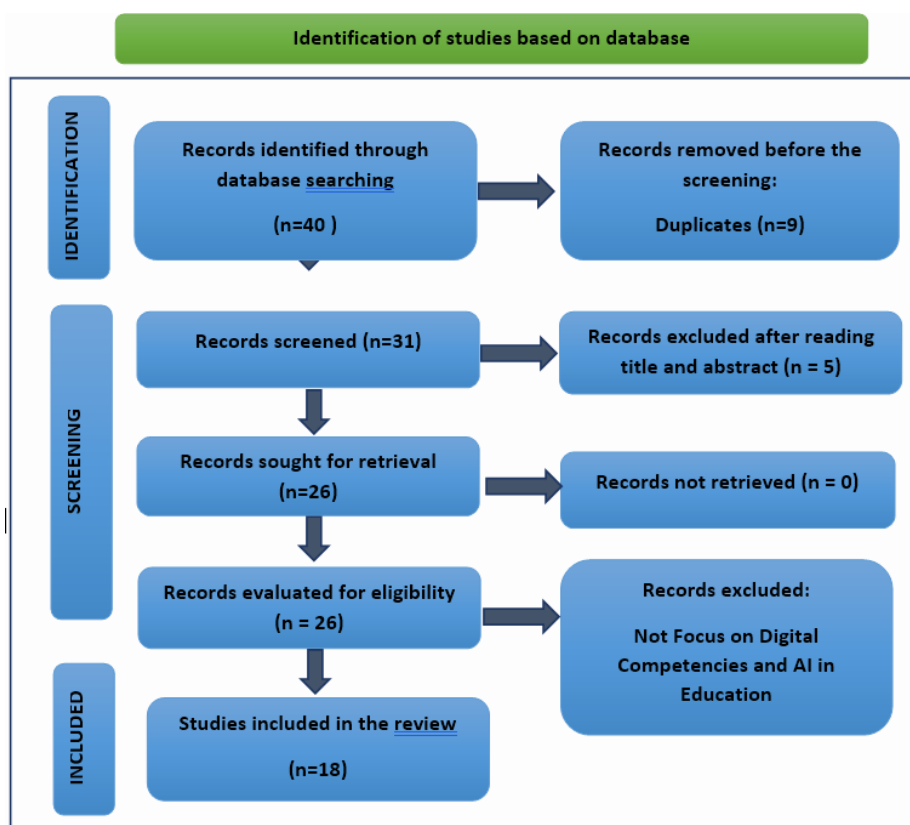 Identification of studies based on database
IDENTIFICATION
Records identified through
database searching
(n=40 )
Records removed before the
screening:
Duplicates (n=9)
SCREENING
Records screened (n=31)
Records excluded after reading
title and abstract (n = 5)
Records sought for retrieval
(n=26)
Records not retrieved (n = 0)
Records evaluated for eligibility
(n = 26)
Records excluded:
Not Focus on Digital
Competencies and AI in
Education
INCLUDED
Studies included in the review
(n=18)